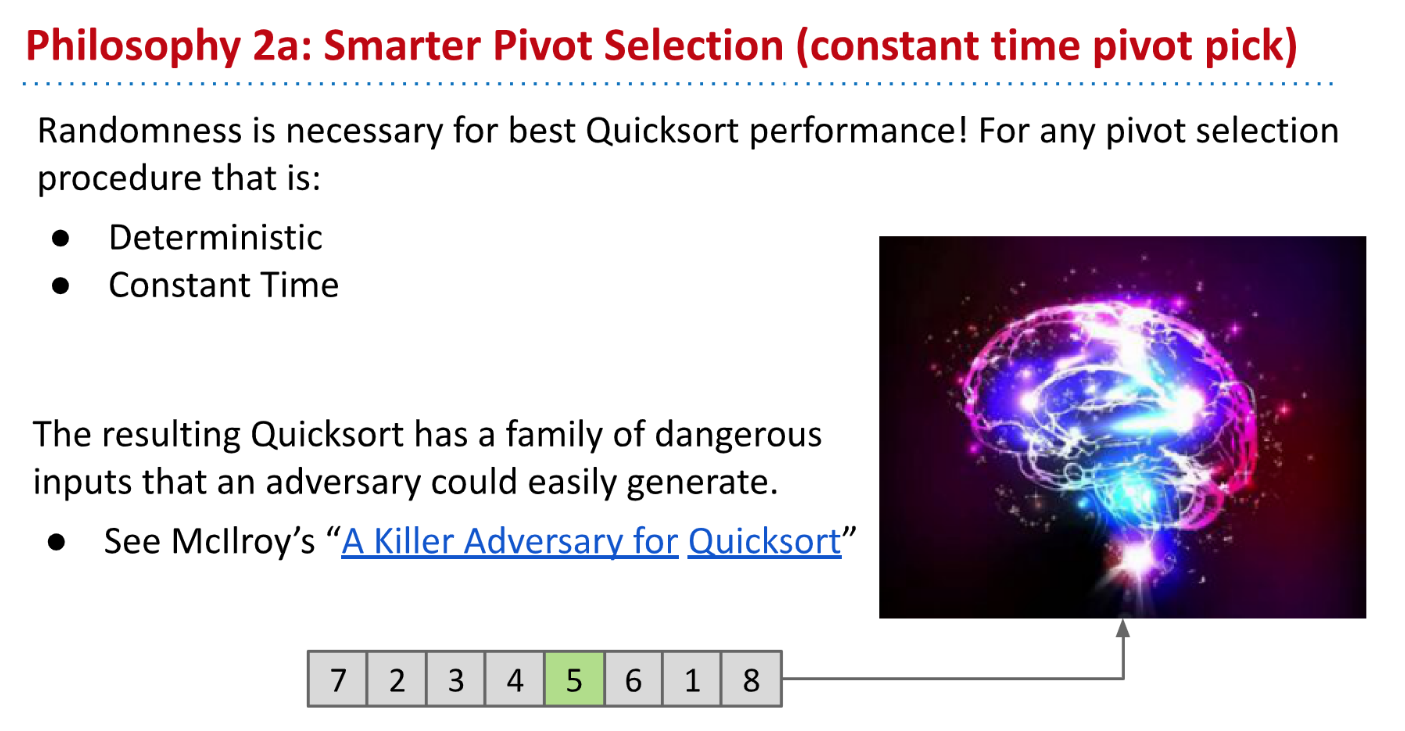 Philosophy 2a: Smarter Pivot Selection (constant time pivot pick)
Randomness is necessary for best Quicksort performance! For any pivot selection
procedure that is:
● Deterministic
● Constant Time
The resulting Quicksort has a family of dangerous
inputs that an adversary could easily generate.
● See McIlroy’s “A Killer Adversary for Quicksort”
7 2 3 4 5 6 1 8